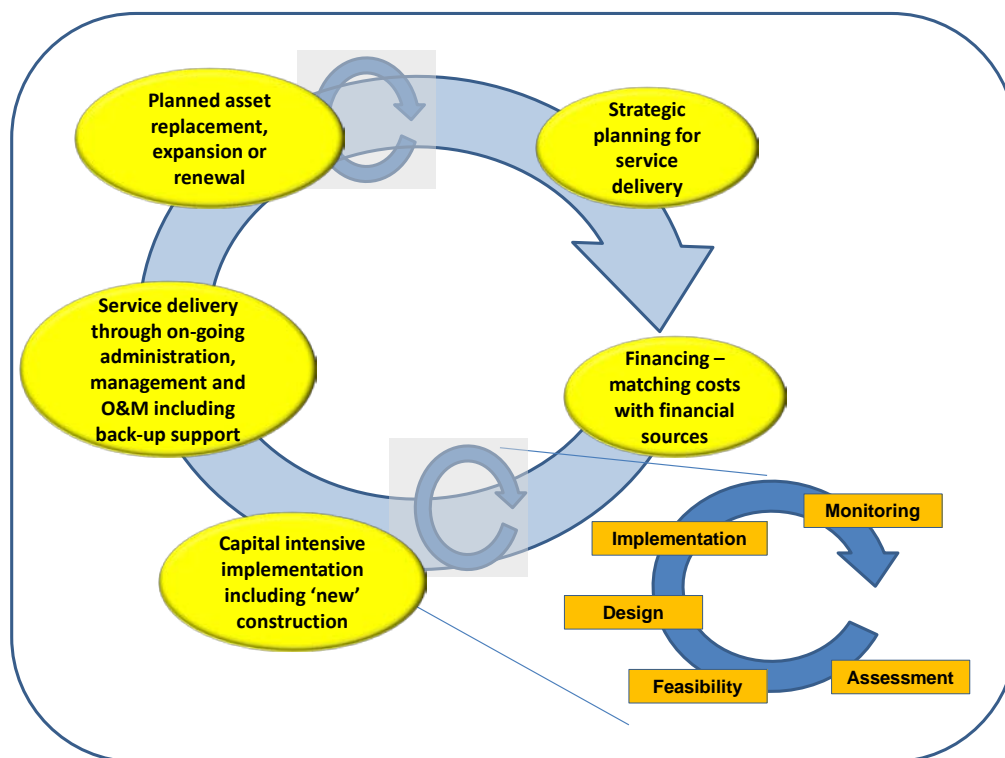 Planned asset
replacement,
expansion or
renewal
Strategic
planning for
service
delivery
Service delivery
through on-going
administration,
management and
O&M including
back-up support
Financing –
matching costs
with financial
sources
Capital intensive
implementation
including ‘new’
construction
Monitoring
Implementation
Design
Feasibility
Assessment